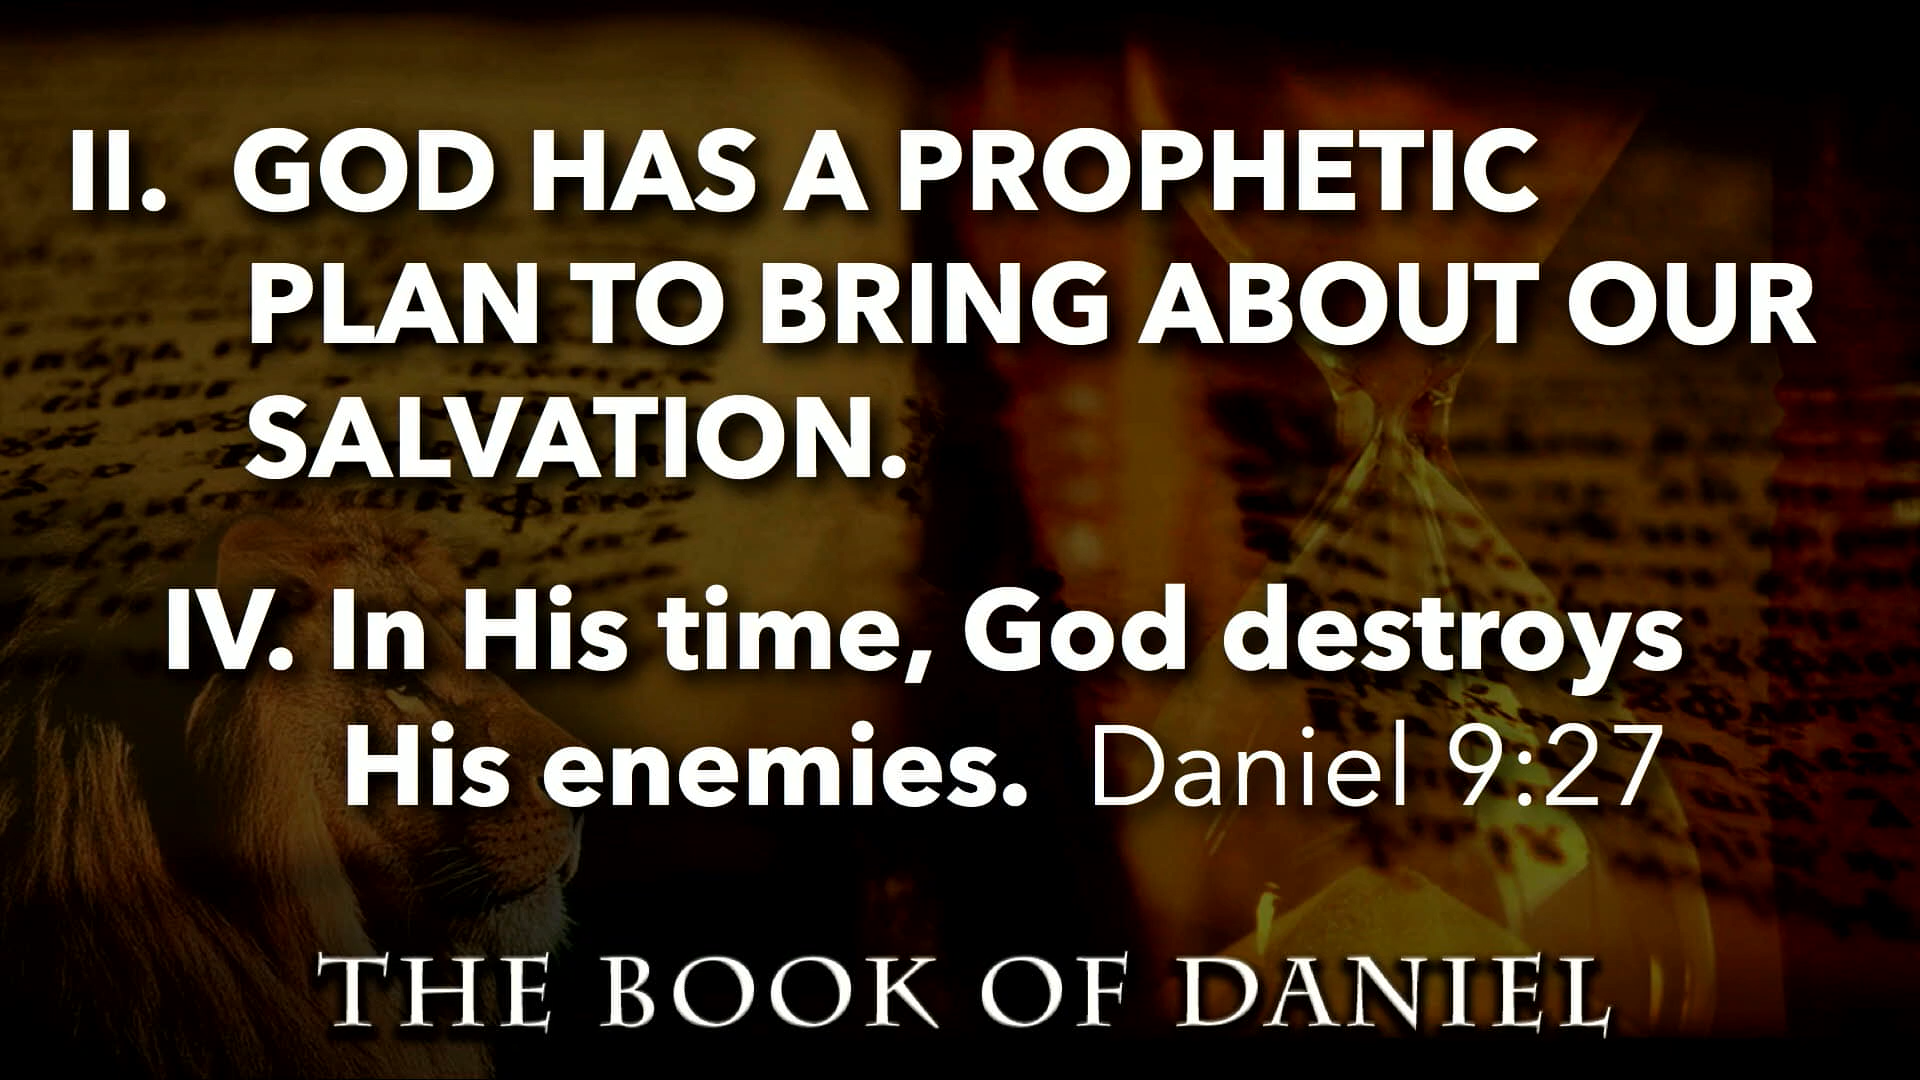 II. GOD HAS A PROPHETIC
PLAN TO BRING ABOUT OUR
SALVATION.
IV. In His time, God destroys
His enemies. Daniel 9:27
THE BOOK OF DANIEL